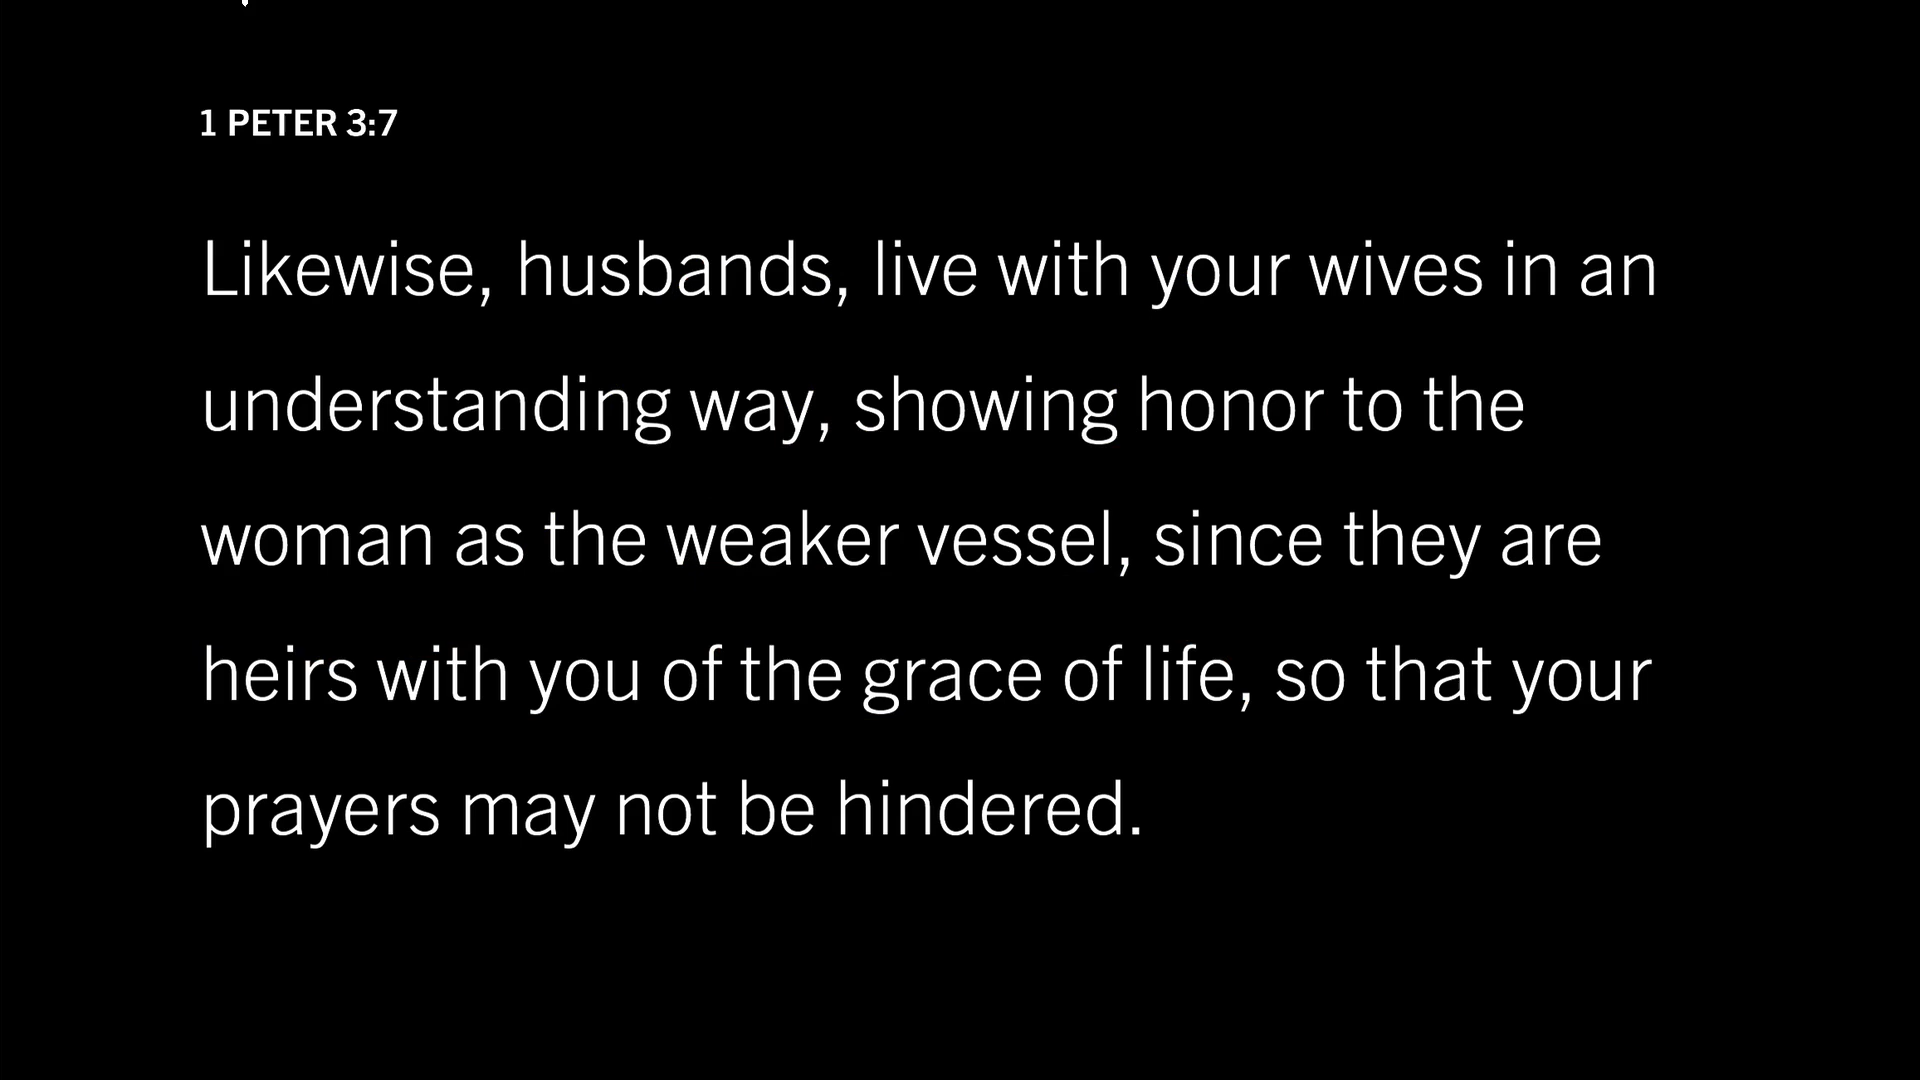 1 PETER 3:7
Likewise, husbands, live with your wives in an
understanding way, showing honor to the
woman as the weaker vessel, since they are
heirs with you of the grace of life, so that your
prayers may not be hindered.